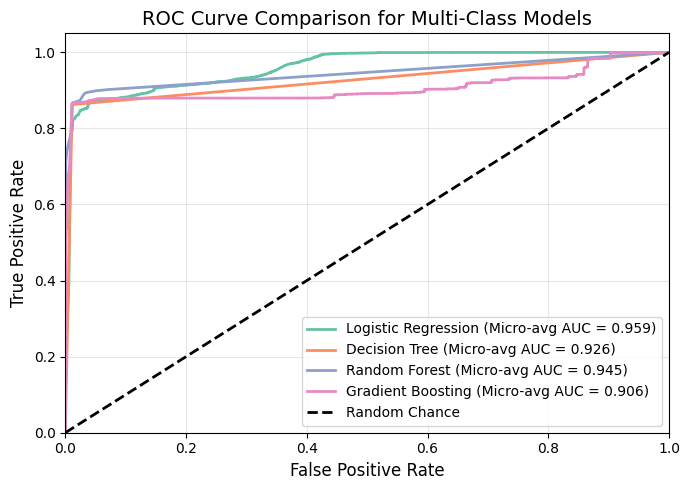 ROC Curve Comparison for Multi-Class Models
True Positive Rate
1.0
0.8
0.6
0.4
0.2
0.0
Logistic Regression (Micro-avg AUC = 0.959)
Decision Tree (Micro-avg AUC = 0.926)
Random Forest (Micro-avg AUC = 0.945)
Gradient Boosting (Micro-avg AUC = 0.906)
Random Chance
0.0 0.2 0.4 0.6 0.8 1.0
False Positive Rate